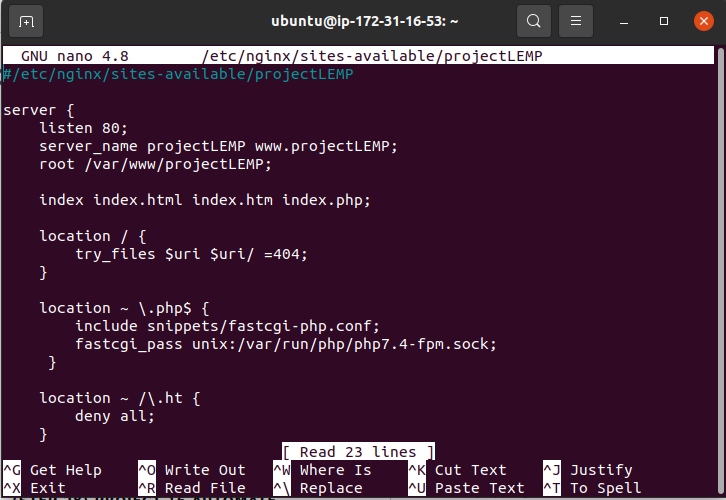 ubuntu@ip-172-31-16-53: ~
GNU nano 4.8 /etc/nginx/sites-available/projectLEMP
#/etc/nginx/sites-available/projectLEMP
server {
listen 80;
server_name projectLEMP www.projectLEMP;
root /var/www/projectLEMP;
index index.html index.htm index.php;
location / {
try_files $uri $uri/ =404;
}
location ~ \.php$ {
include snippets/fastcgi-php.conf;
fastcgi_pass unix:/var/run/php/php7.4-fpm.sock;
}
location ~ /\.ht {
deny all;
}
[ Read 23 lines ]
^G Get Help ^O Write Out ^W Where Is ^K Cut Text ^J Justify
^X Exit ^R Read File ^\ Replace ^U Paste Text ^T To Spell